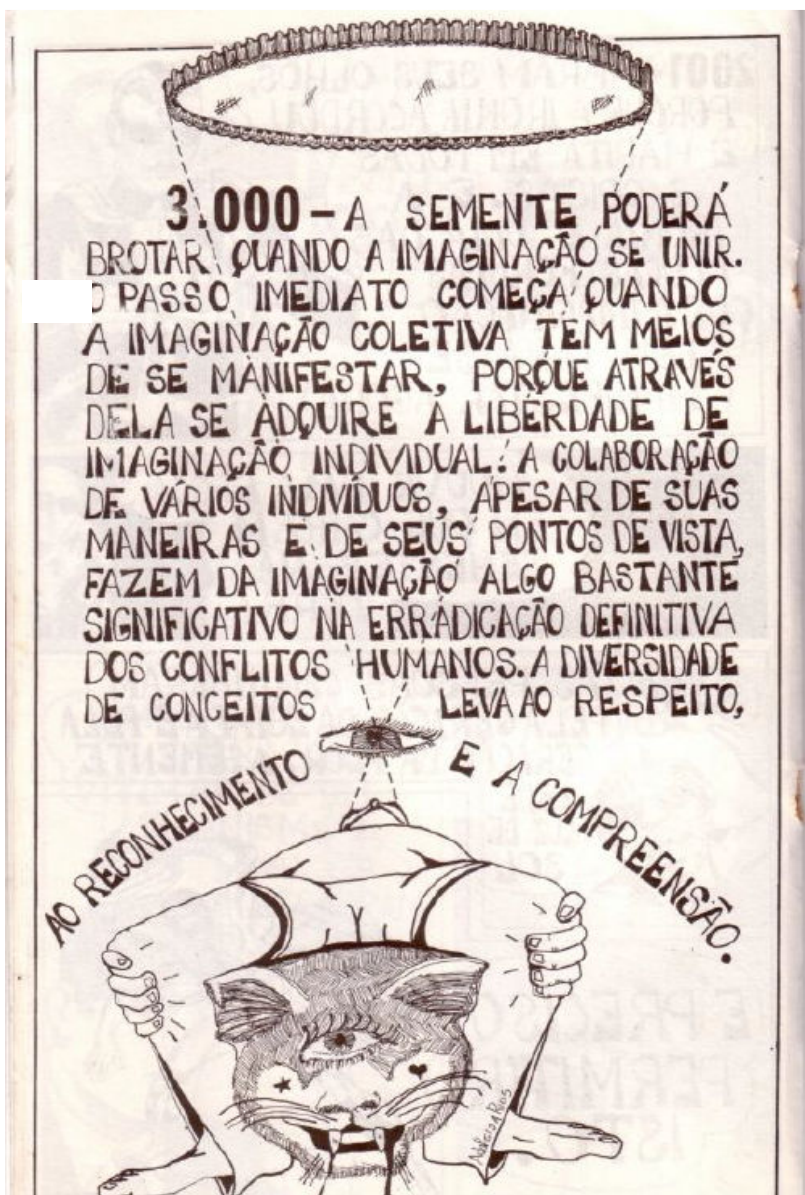 3.000 – A SEMENTE PODERÁ
BROTAR QUANDO A IMAGINAÇÃO SE UNIR.
O PASSO IMEDIATO COMEÇA QUANDO
A IMAGINAÇÃO COLETIVA TEM MEIOS
DE SE MANIFESTAR, PORQUE ATRAVÉS
DELA SE ADQUIRE A LIBERDADE DE
IMAGINAÇÃO INDIVIDUAL. A COLABORAÇÃO
DE VÁRIOS INDIVÍDUOS, APESAR DE SUAS
MANEIRAS E DE SEUS PONTOS DE VISTA,
FAZEM DA IMAGINAÇÃO ALGO BASTANTE
SIGNIFICATIVO NA ERRADICAÇÃO DEFINITIVA
DOS CONFLITOS HUMANOS. A DIVERSIDADE
DE CONCEITOS LEVA AO RESPEITO,
AO RECONHECIMENTO
E A COMPREENSÃO.